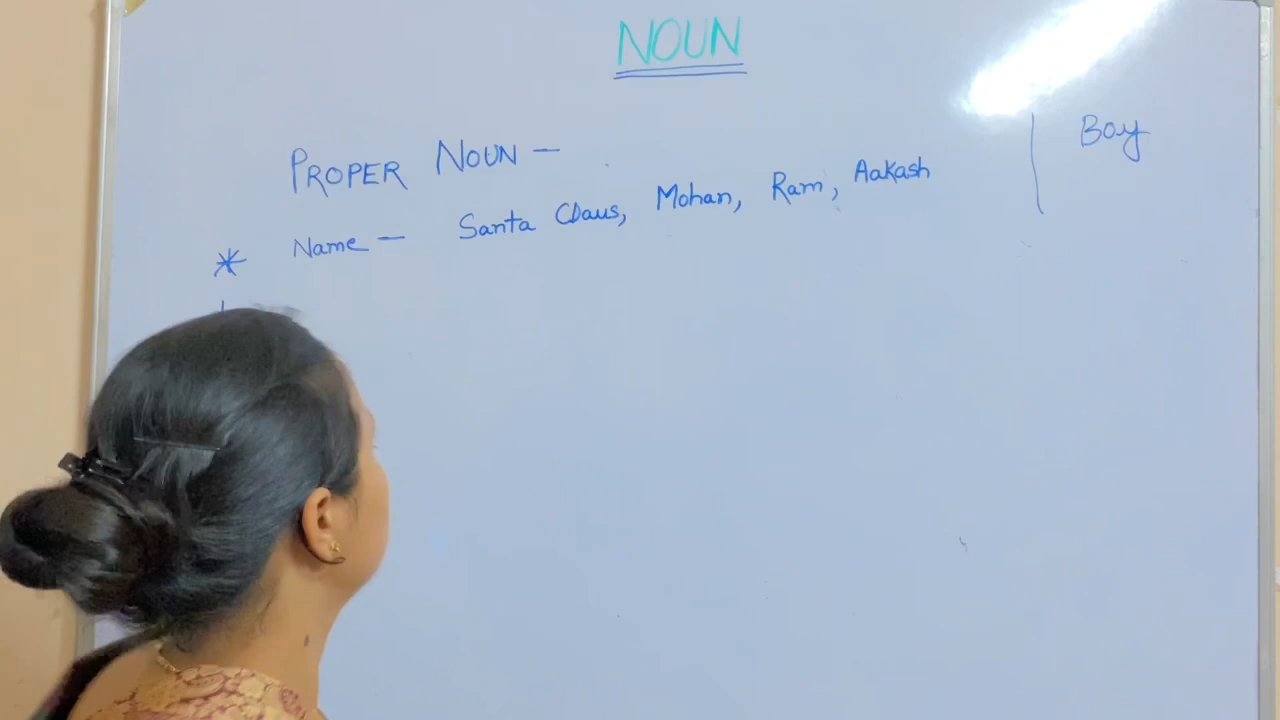 NOUN
PROPER NOUN -
* Name - Santa Claus, Mohan, Ram, Aakash
Boy